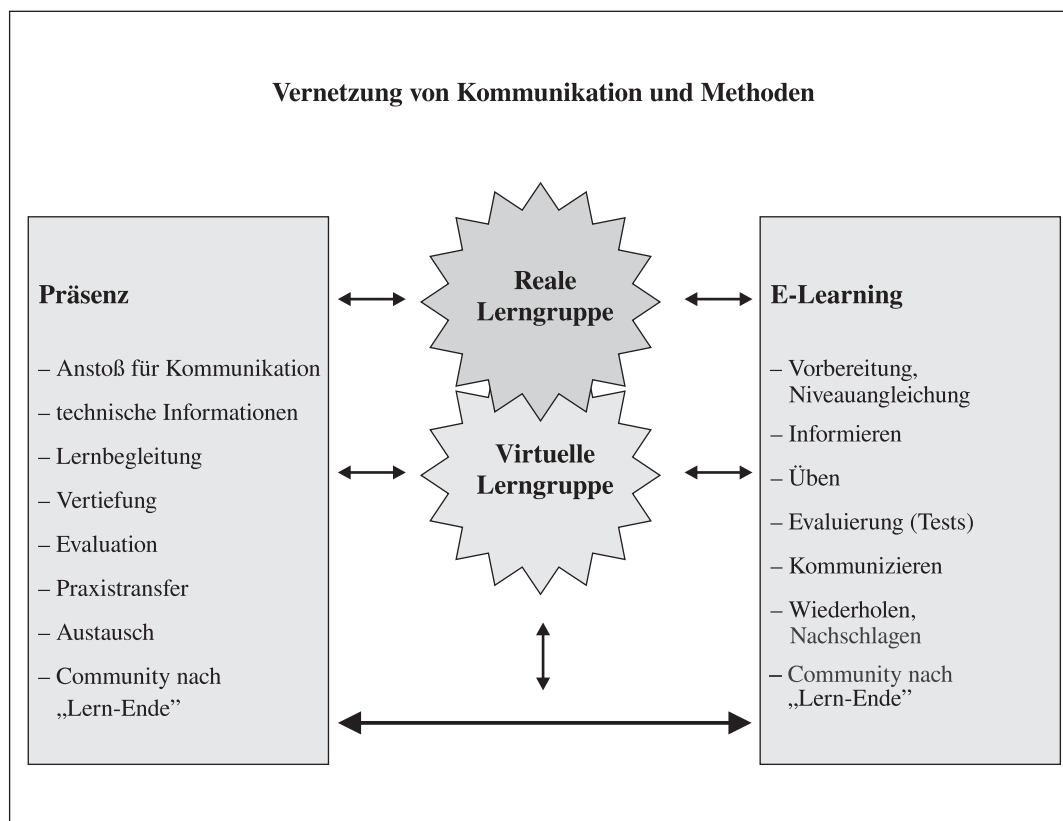 Vernetzung von Kommunikation und Methoden
Präsenz
– Anstoß für Kommunikation
– technische Informationen
– Lernbegleitung
– Vertiefung
– Evaluation
– Praxistransfer
– Austausch
– Community nach
„Lern-Ende”
Reale
Lerngruppe
Virtuelle
Lerngruppe
E-Learning
– Vorbereitung,
Niveauangleichung
– Informieren
– Üben
– Evaluierung (Tests)
– Kommunizieren
– Wiederholen,
Nachschlagen
– Community nach
„Lern-Ende”